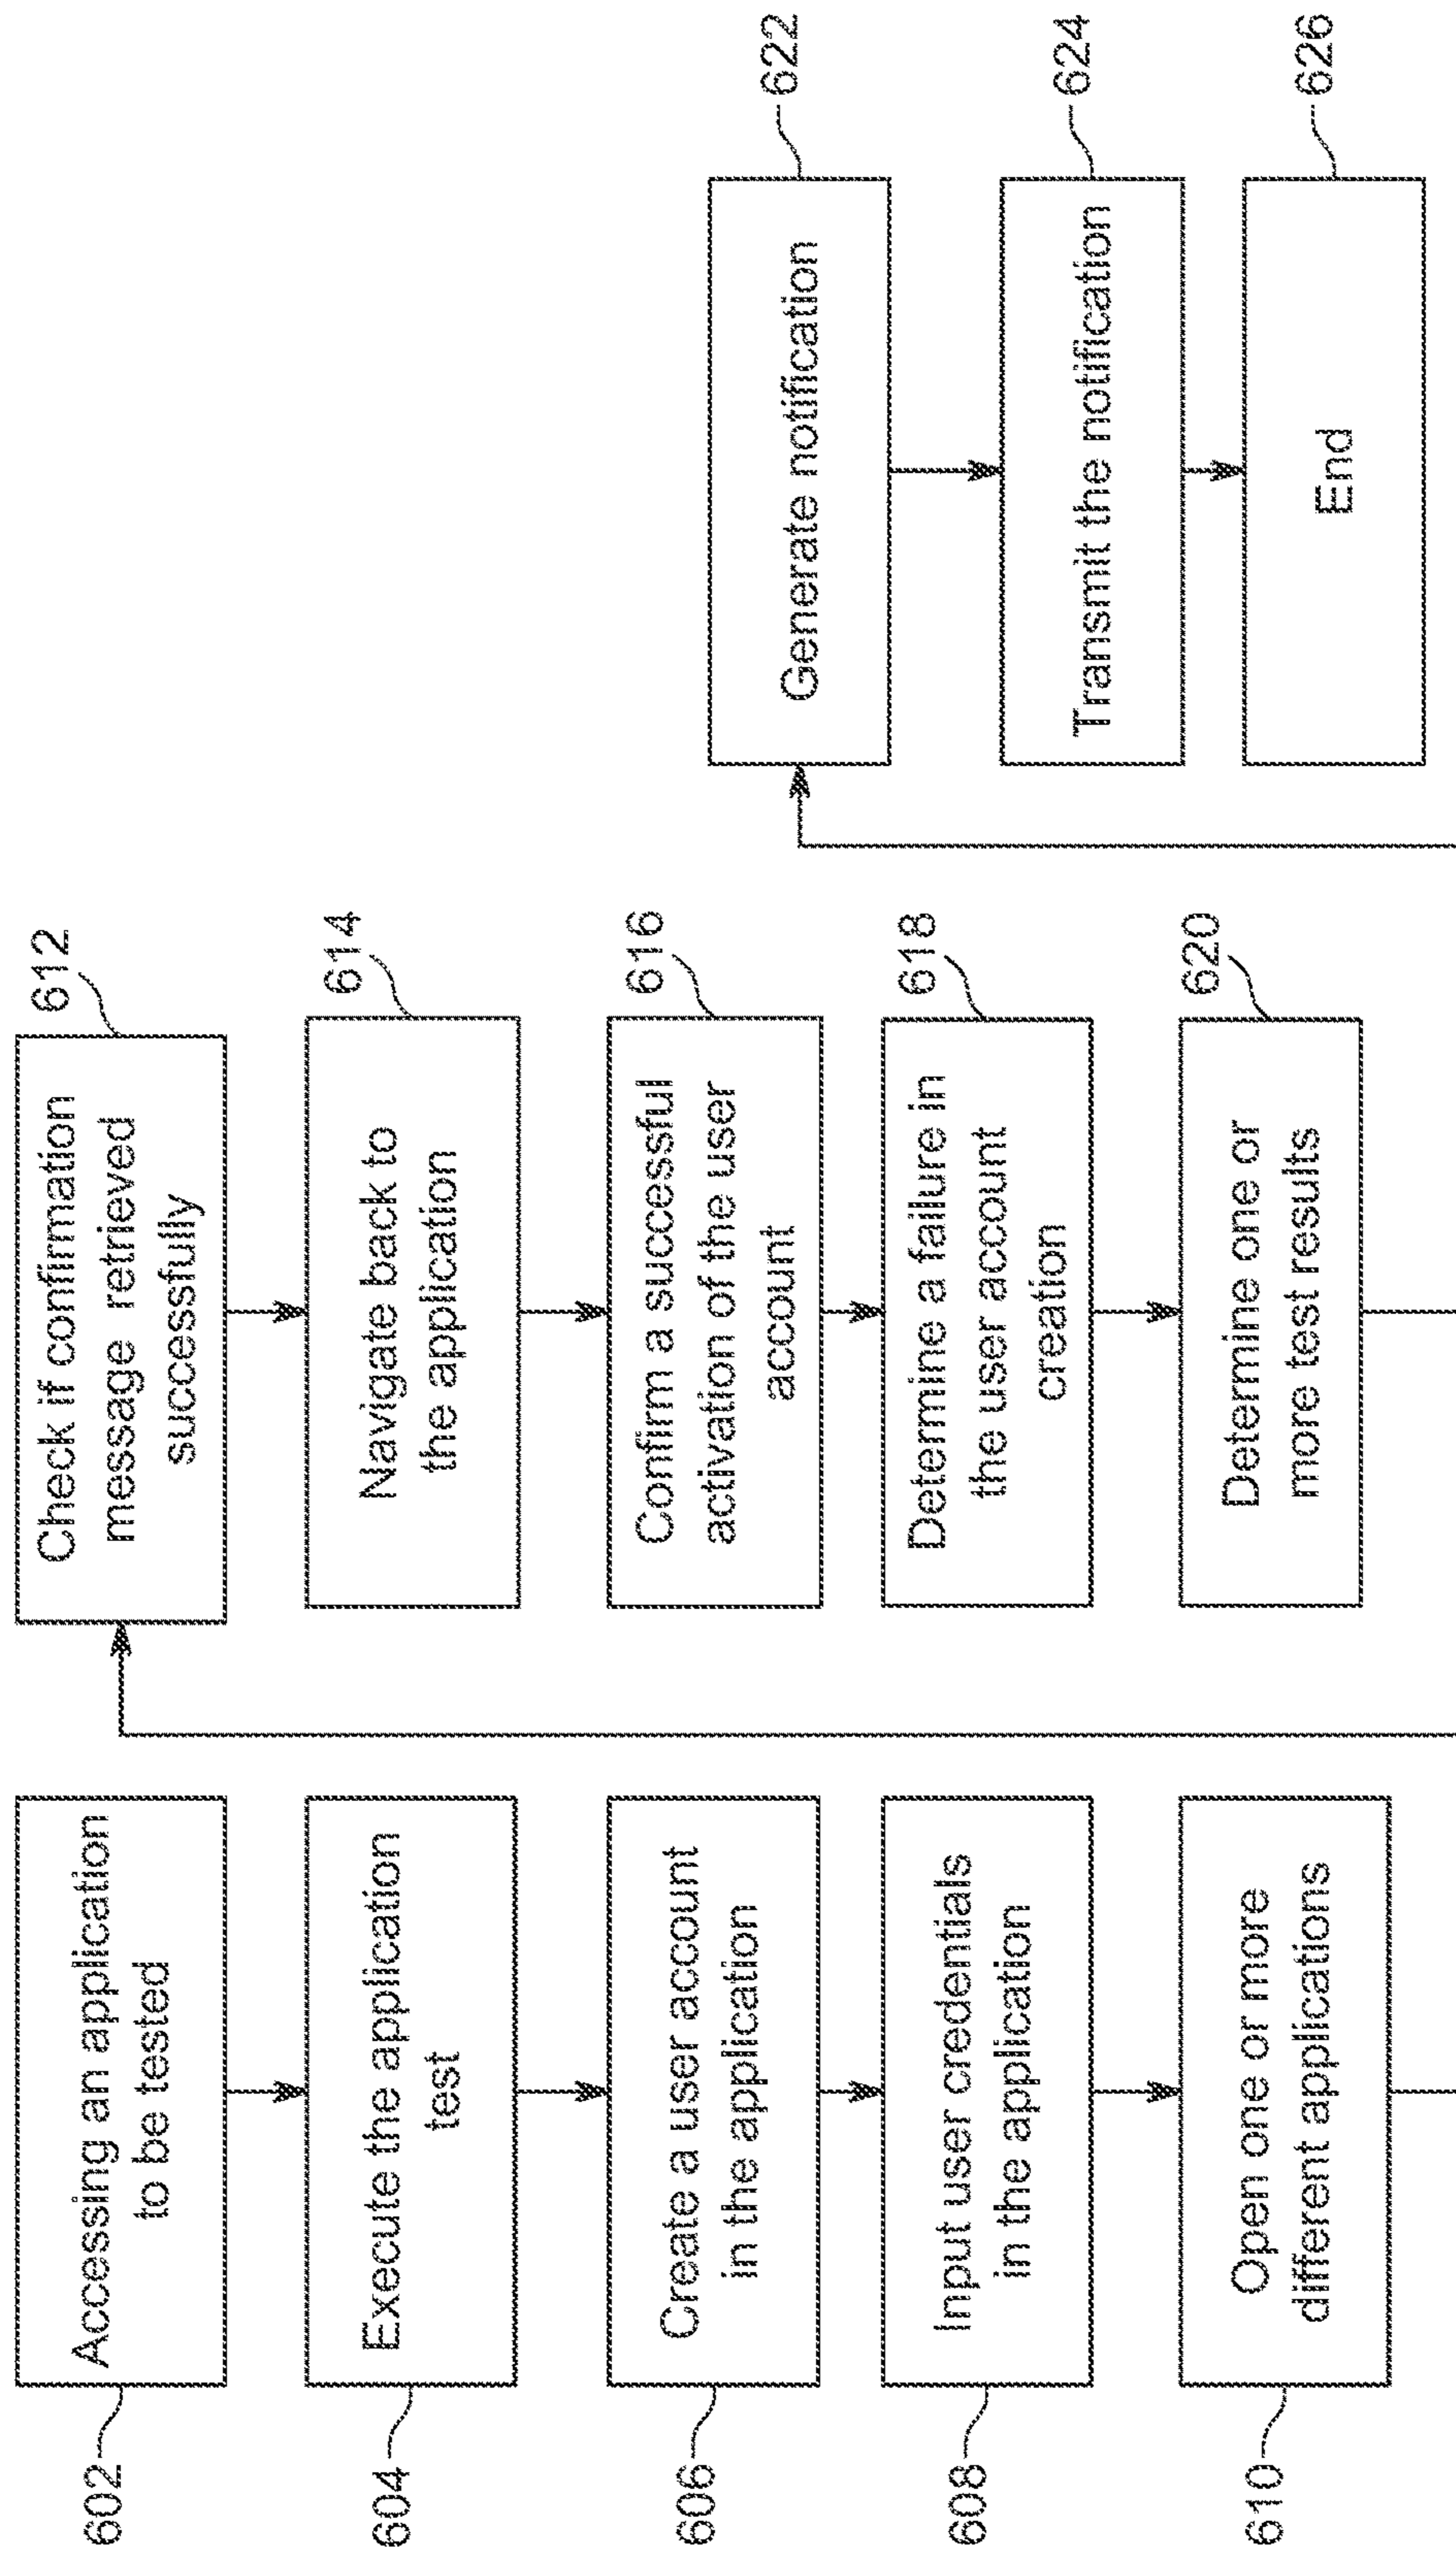 602
Accessing an application
to be tested
604
Execute the application
test
606
Create a user account
in the application
608
Input user credentials
in the application
610
Open one or more
different applications
612
Check if confirmation
message retrieved
successfully
614
Navigate back to
the application
616
Confirm a successful
activation of the user
account
618
Determine a failure in
the user account
creation
620
Determine one or
more test results
622
Generate notification
624
Transmit the notification
626
End